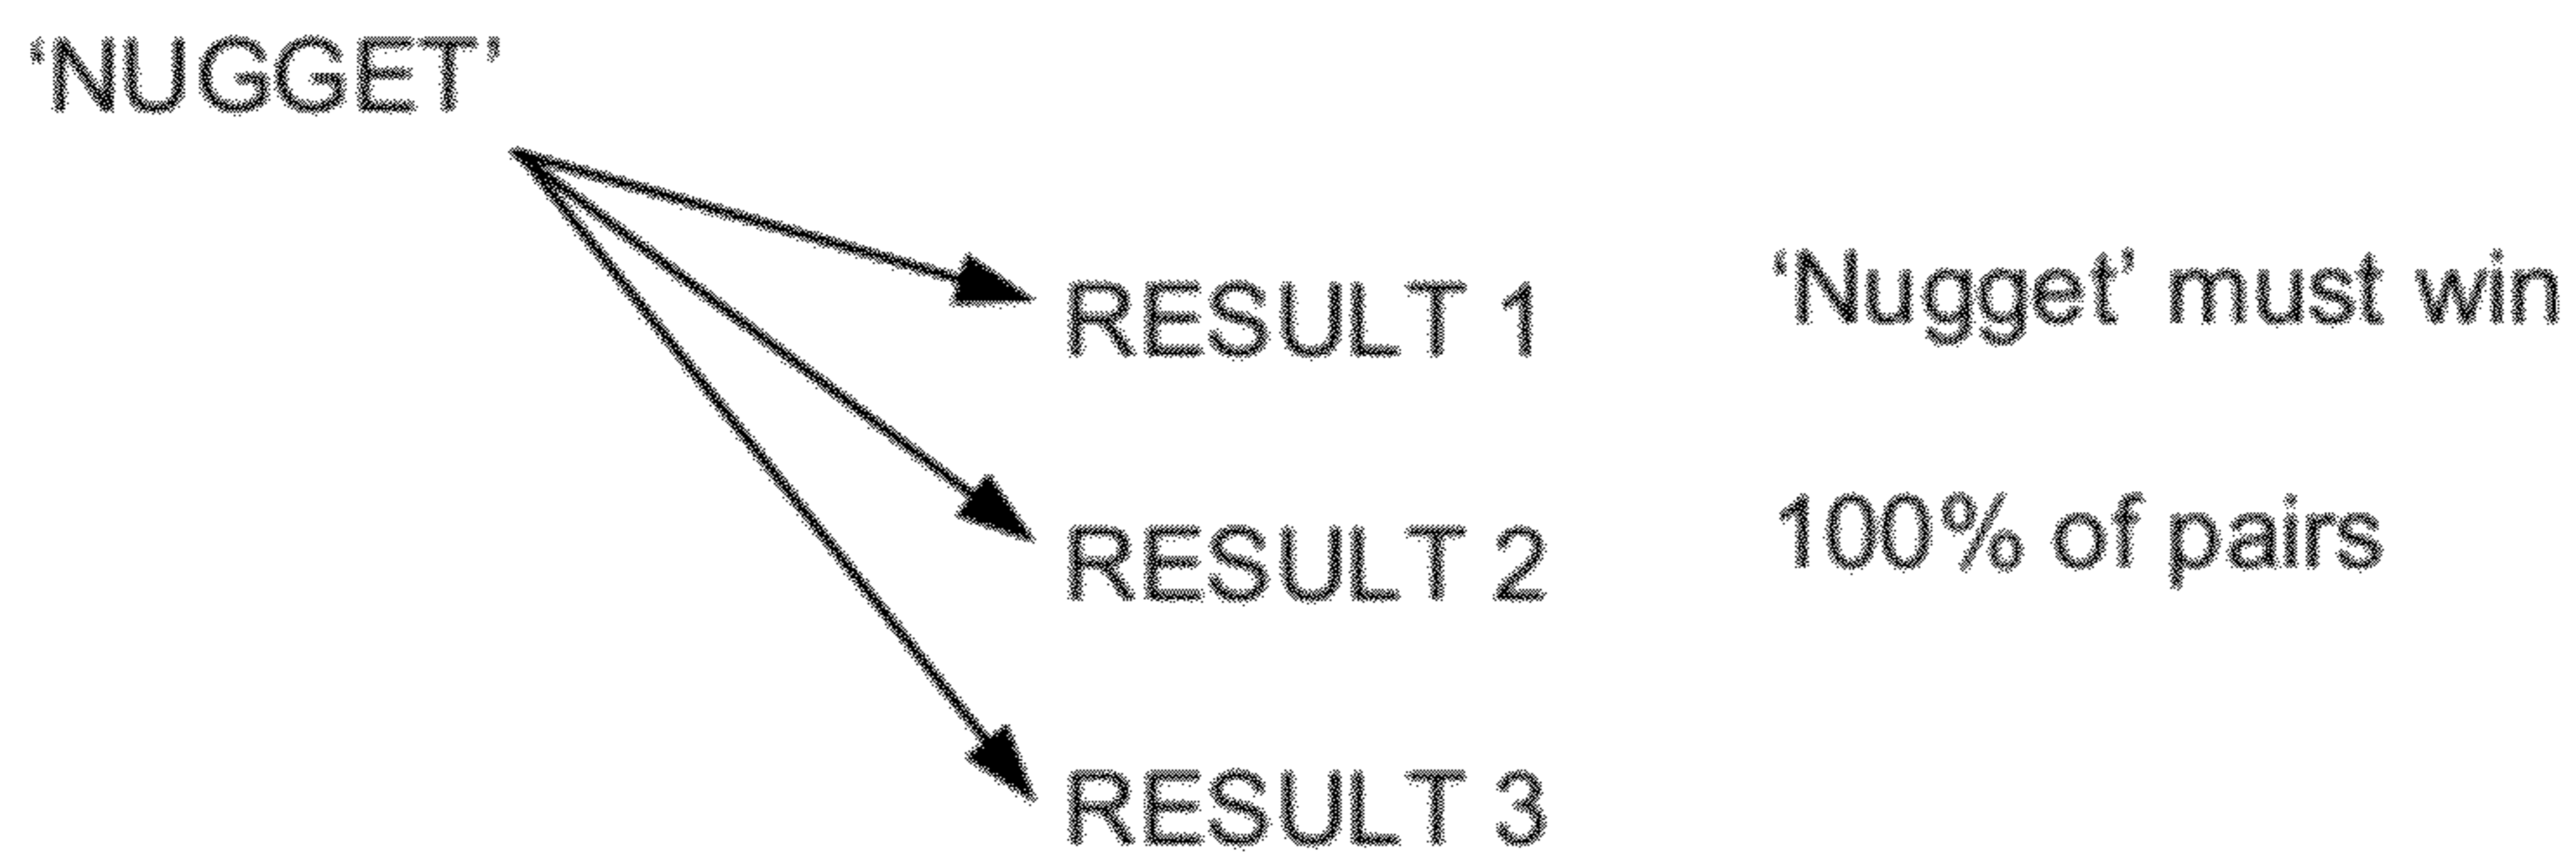 ‘NUGGET’
RESULT 1
‘Nugget’ must win
RESULT 2
100% of pairs
RESULT 3